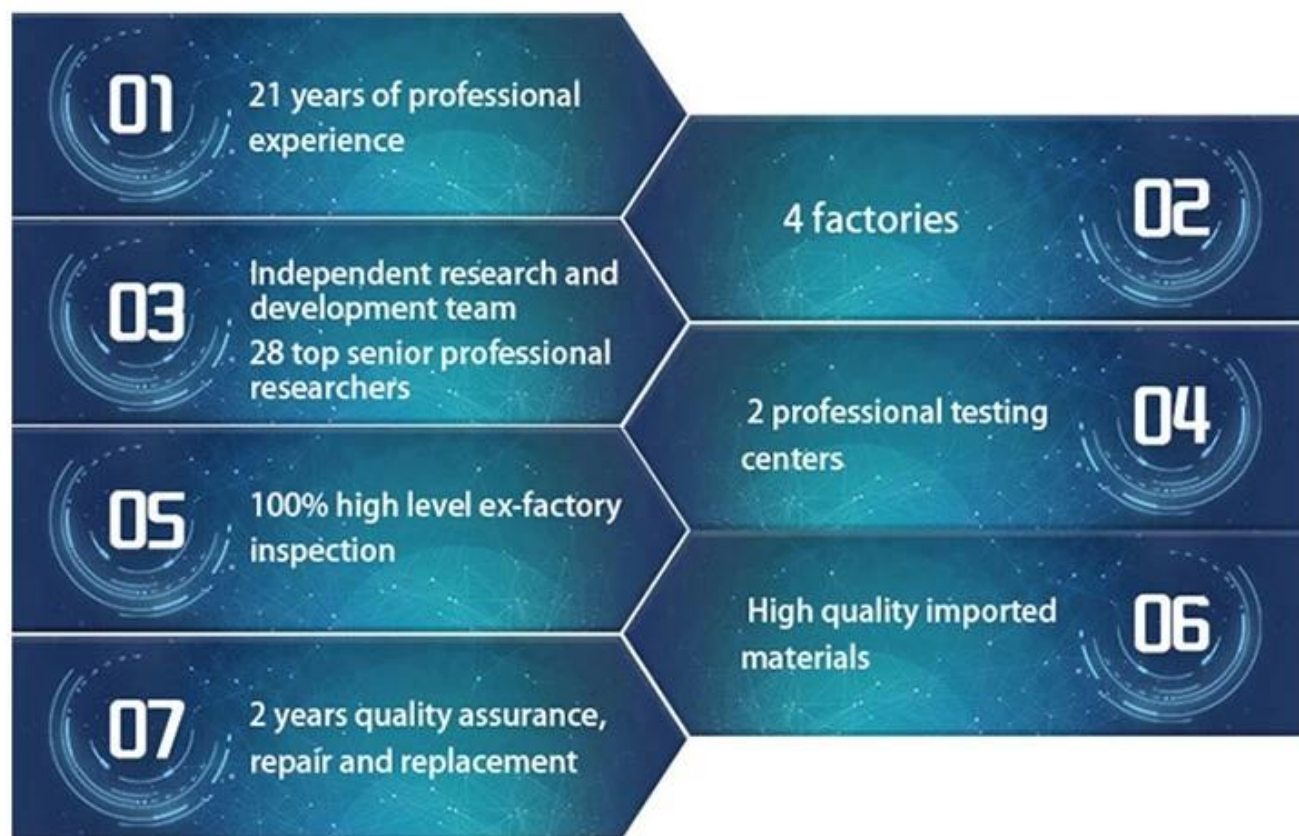 01
21 years of professional
experience
02
4 factories
03
Independent research and
development team
28 top senior professional
researchers
04
2 professional testing
centers
05
100% high level ex-factory
inspection
06
High quality imported
materials
07
2 years quality assurance,
repair and replacement